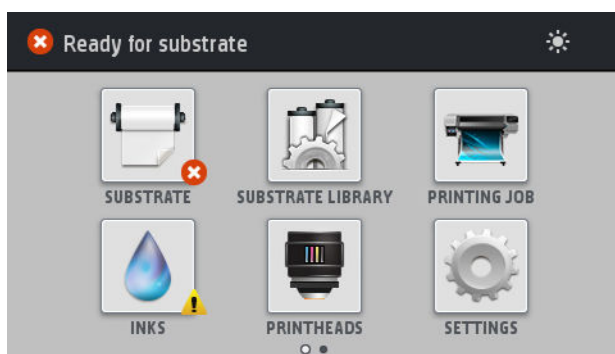 Ready for substrate
SUBSTRATE
SUBSTRATE LIBRARY
PRINTING JOB
INKS
PRINTHEADS
SETTINGS